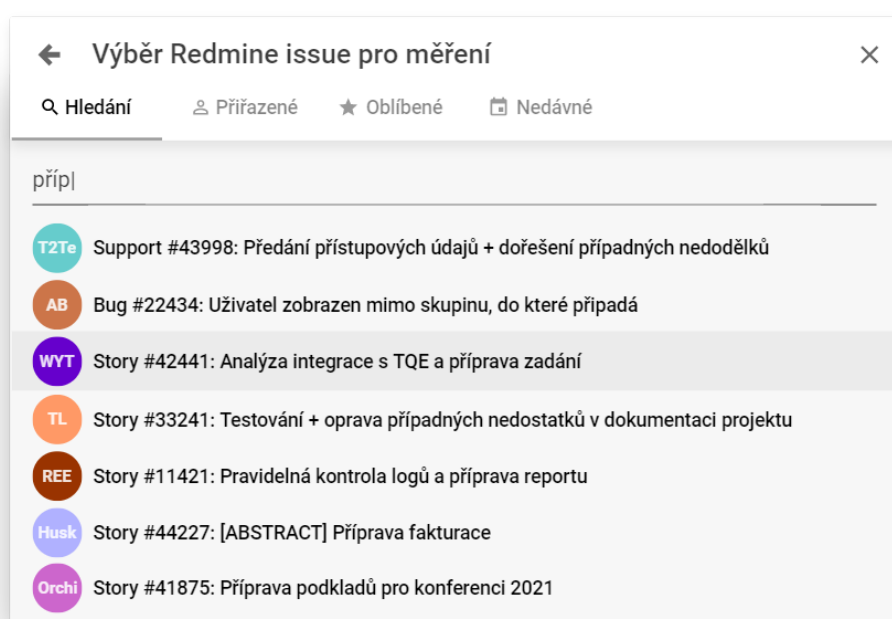 Výběr Redmine issue pro měření
Hledání Přiřazené Oblíbené Nedávné
příp
T2Te Support #43998: Předání přístupových údajů + dořešení případných nedodělků
AB Bug #22434: Uživatel zobrazen mimo skupinu, do které připadá
WYT Story #42441: Analýza integrace s TQE a příprava zadání
TL Story #33241: Testování + oprava případných nedostatků v dokumentaci projektu
REE Story #11421: Pravidelná kontrola logů a příprava reportu
Husk Story #44227: [ABSTRACT] Příprava fakturace
Orchi Story #41875: Příprava podkladů pro konferenci 2021